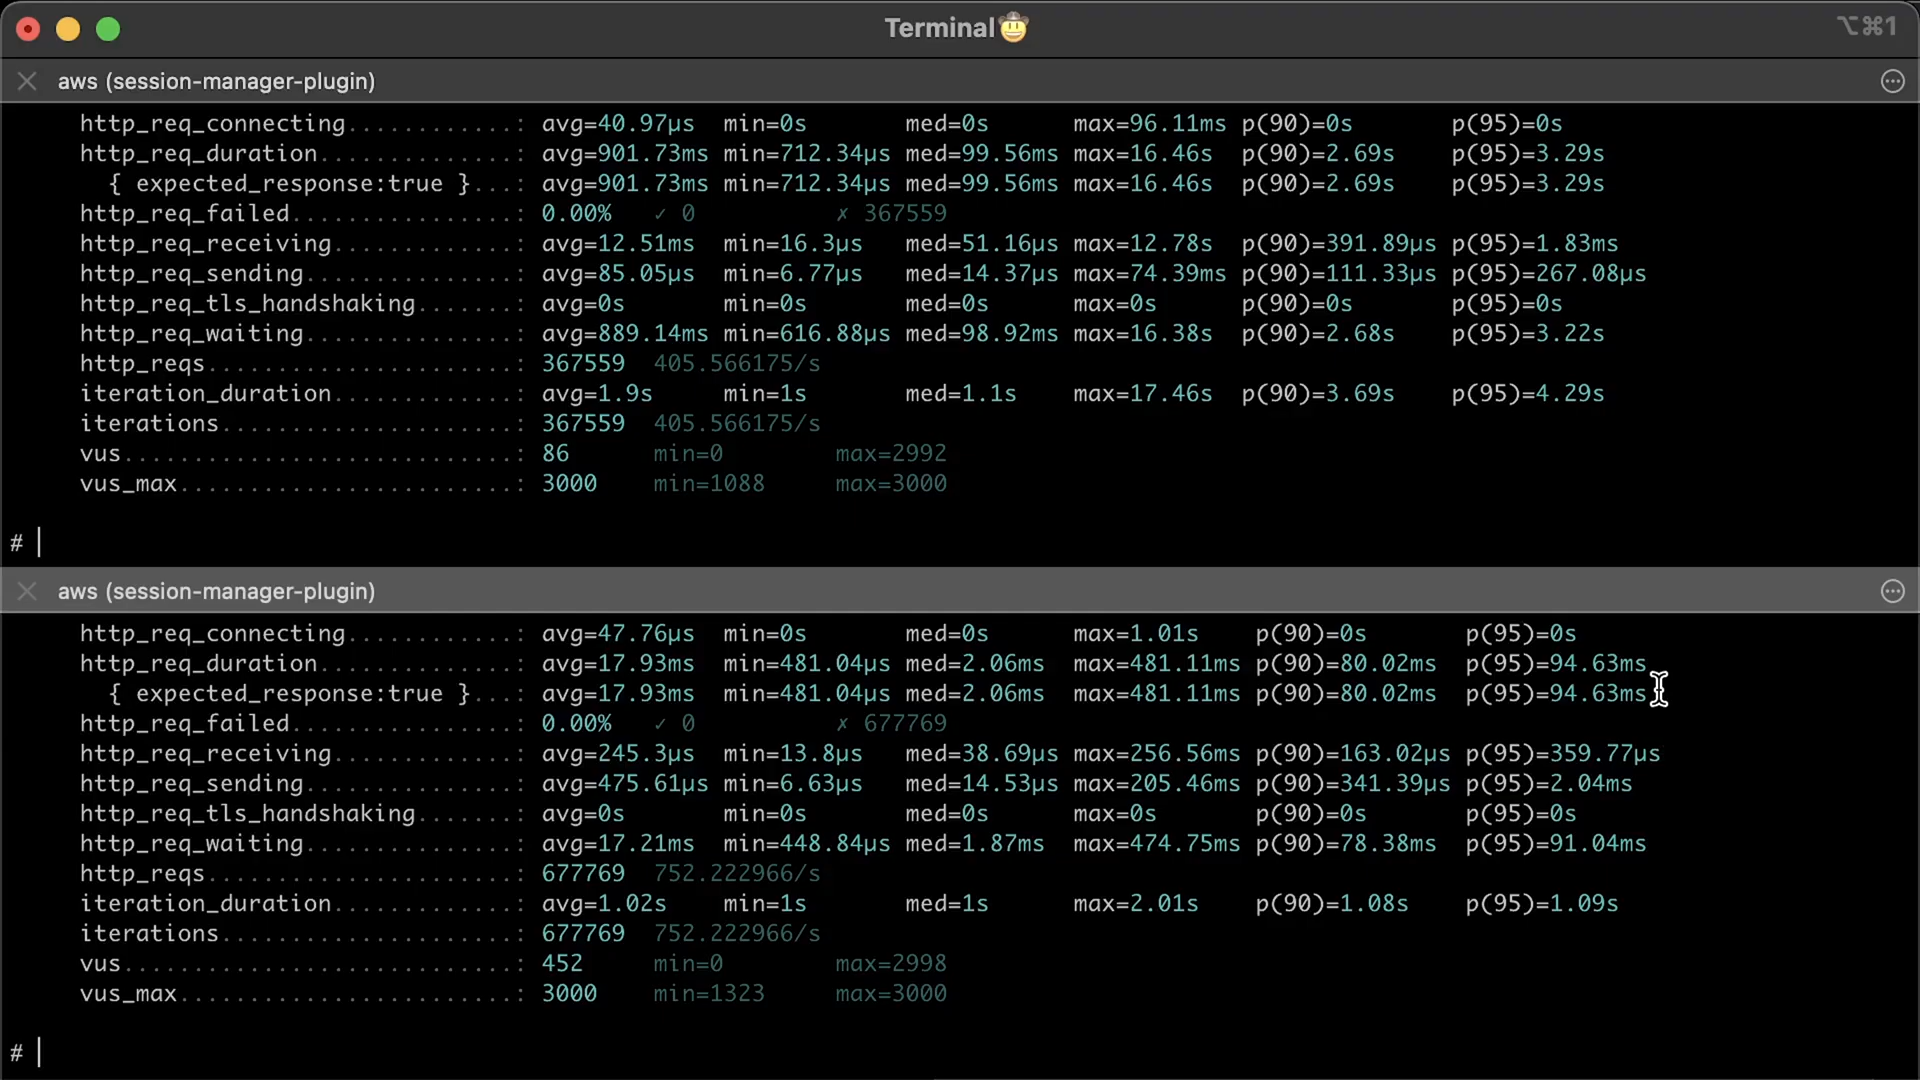 Terminal🤠
⌥⌘1
aws (session-manager-plugin)
http_req_connecting............: avg=40.97µs min=0s med=0s max=96.11ms p(90)=0s p(95)=0s
http_req_duration..............: avg=901.73ms min=712.34µs med=99.56ms max=16.46s p(90)=2.69s p(95)=3.29s
{ expected_response:true }...: avg=901.73ms min=712.34µs med=99.56ms max=16.46s p(90)=2.69s p(95)=3.29s
http_req_failed................: 0.00% ✓ 0 ✗ 367559
http_req_receiving.............: avg=12.51ms min=16.3µs med=51.16µs max=12.78s p(90)=391.89µs p(95)=1.83ms
http_req_sending...............: avg=85.05µs min=6.77µs med=14.37µs max=74.39ms p(90)=111.33µs p(95)=267.08µs
http_req_tls_handshaking.......: avg=0s min=0s med=0s max=0s p(90)=0s p(95)=0s
http_req_waiting...............: avg=889.14ms min=616.88µs med=98.92ms max=16.38s p(90)=2.68s p(95)=3.22s
http_reqs......................: 367559 405.566175/s
iteration_duration.............: avg=1.9s min=1s med=1.1s max=17.46s p(90)=3.69s p(95)=4.29s
iterations.....................: 367559 405.566175/s
vus............................: 86 min=0 max=2992
vus_max........................: 3000 min=1088 max=3000
#
aws (session-manager-plugin)
http_req_connecting............: avg=47.76µs min=0s med=0s max=1.01s p(90)=0s p(95)=0s
http_req_duration..............: avg=17.93ms min=481.04µs med=2.06ms max=481.11ms p(90)=80.02ms p(95)=94.63ms
{ expected_response:true }...: avg=17.93ms min=481.04µs med=2.06ms max=481.11ms p(90)=80.02ms p(95)=94.63ms
http_req_failed................: 0.00% ✓ 0 ✗ 677769
http_req_receiving.............: avg=245.3µs min=13.8µs med=38.69µs max=256.56ms p(90)=163.02µs p(95)=359.77µs
http_req_sending...............: avg=475.61µs min=6.63µs med=14.53µs max=205.46ms p(90)=341.39µs p(95)=2.04ms
http_req_tls_handshaking.......: avg=0s min=0s med=0s max=0s p(90)=0s p(95)=0s
http_req_waiting...............: avg=17.21ms min=448.84µs med=1.87ms max=474.75ms p(90)=78.38ms p(95)=91.04ms
http_reqs......................: 677769 752.222966/s
iteration_duration.............: avg=1.02s min=1s med=1s max=2.01s p(90)=1.08s p(95)=1.09s
iterations.....................: 677769 752.222966/s
vus............................: 452 min=0 max=2998
vus_max........................: 3000 min=1323 max=3000
#